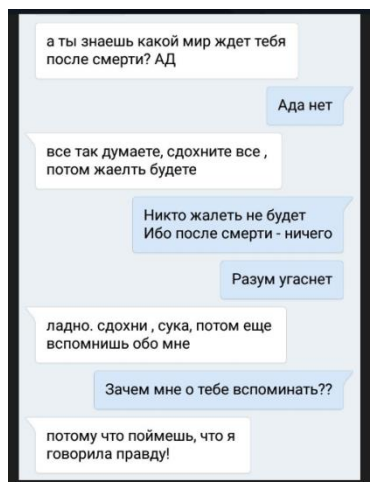 а ты знаешь какой мир ждет тебя
после смерти? АД
Ада нет
все так думаете, сдохните все ,
потом жаелть будете
Никто жалеть не будет
Ибо после смерти - ничего
Разум угаснет
ладно. сдохни , сука, потом еще
вспомнишь обо мне
Зачем мне о тебе вспоминать??
потому что поймешь, что я
говорила правду!